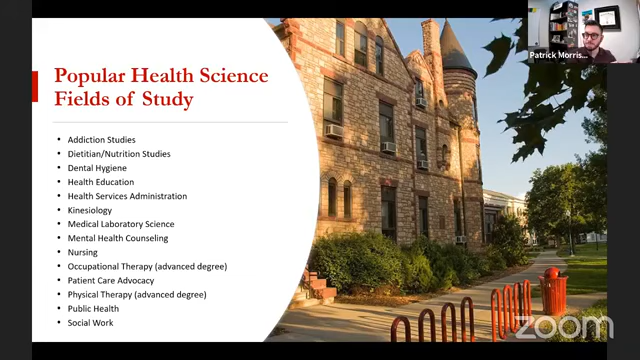 Popular Health Science
Fields of Study
• Addiction Studies
• Dietitian/Nutrition Studies
• Dental Hygiene
• Health Education
• Health Services Administration
• Kinesiology
• Medical Laboratory Science
• Mental Health Counseling
• Nursing
• Occupational Therapy (advanced degree)
• Patient Care Advocacy
• Physical Therapy (advanced degree)
• Public Health
• Social Work
Patrick Morris...
zoom